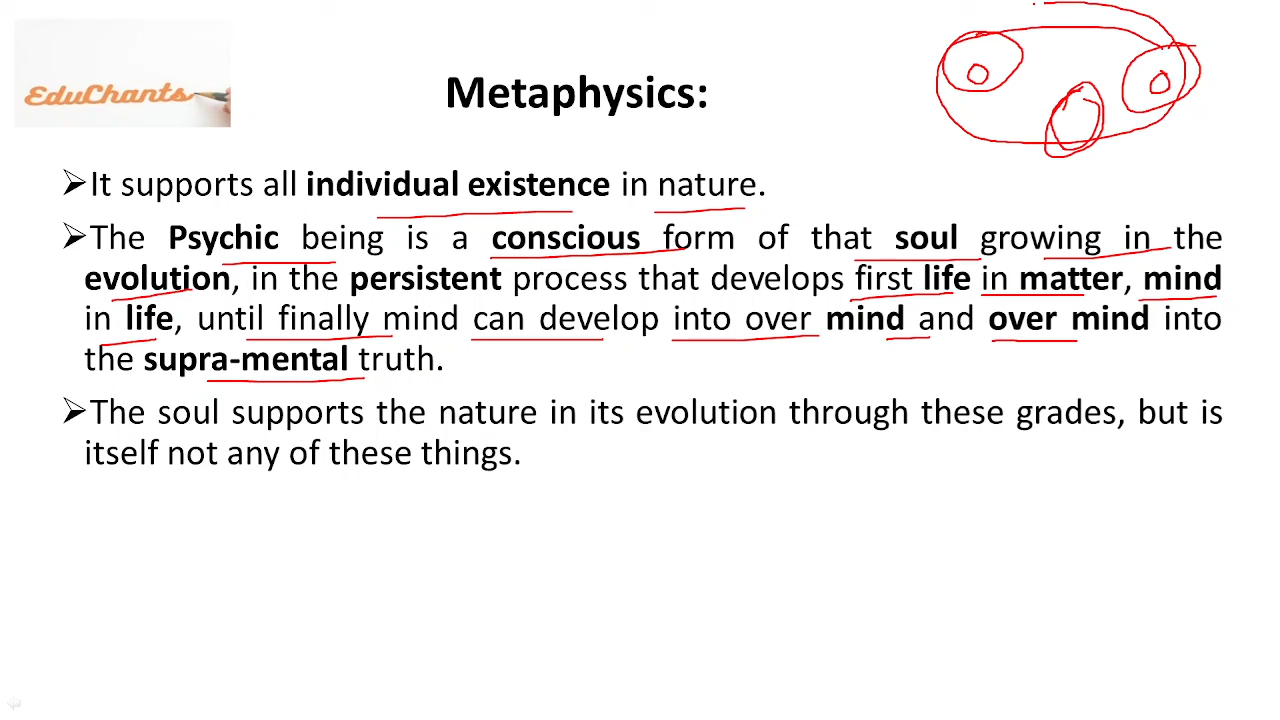 EduChants
Metaphysics:
➢It supports all individual existence in nature.
➢The Psychic being is a conscious form of that soul growing in the
evolution, in the persistent process that develops first life in matter, mind
in life, until finally mind can develop into over mind and over mind into
the supra-mental truth.
➢The soul supports the nature in its evolution through these grades, but is
itself not any of these things.